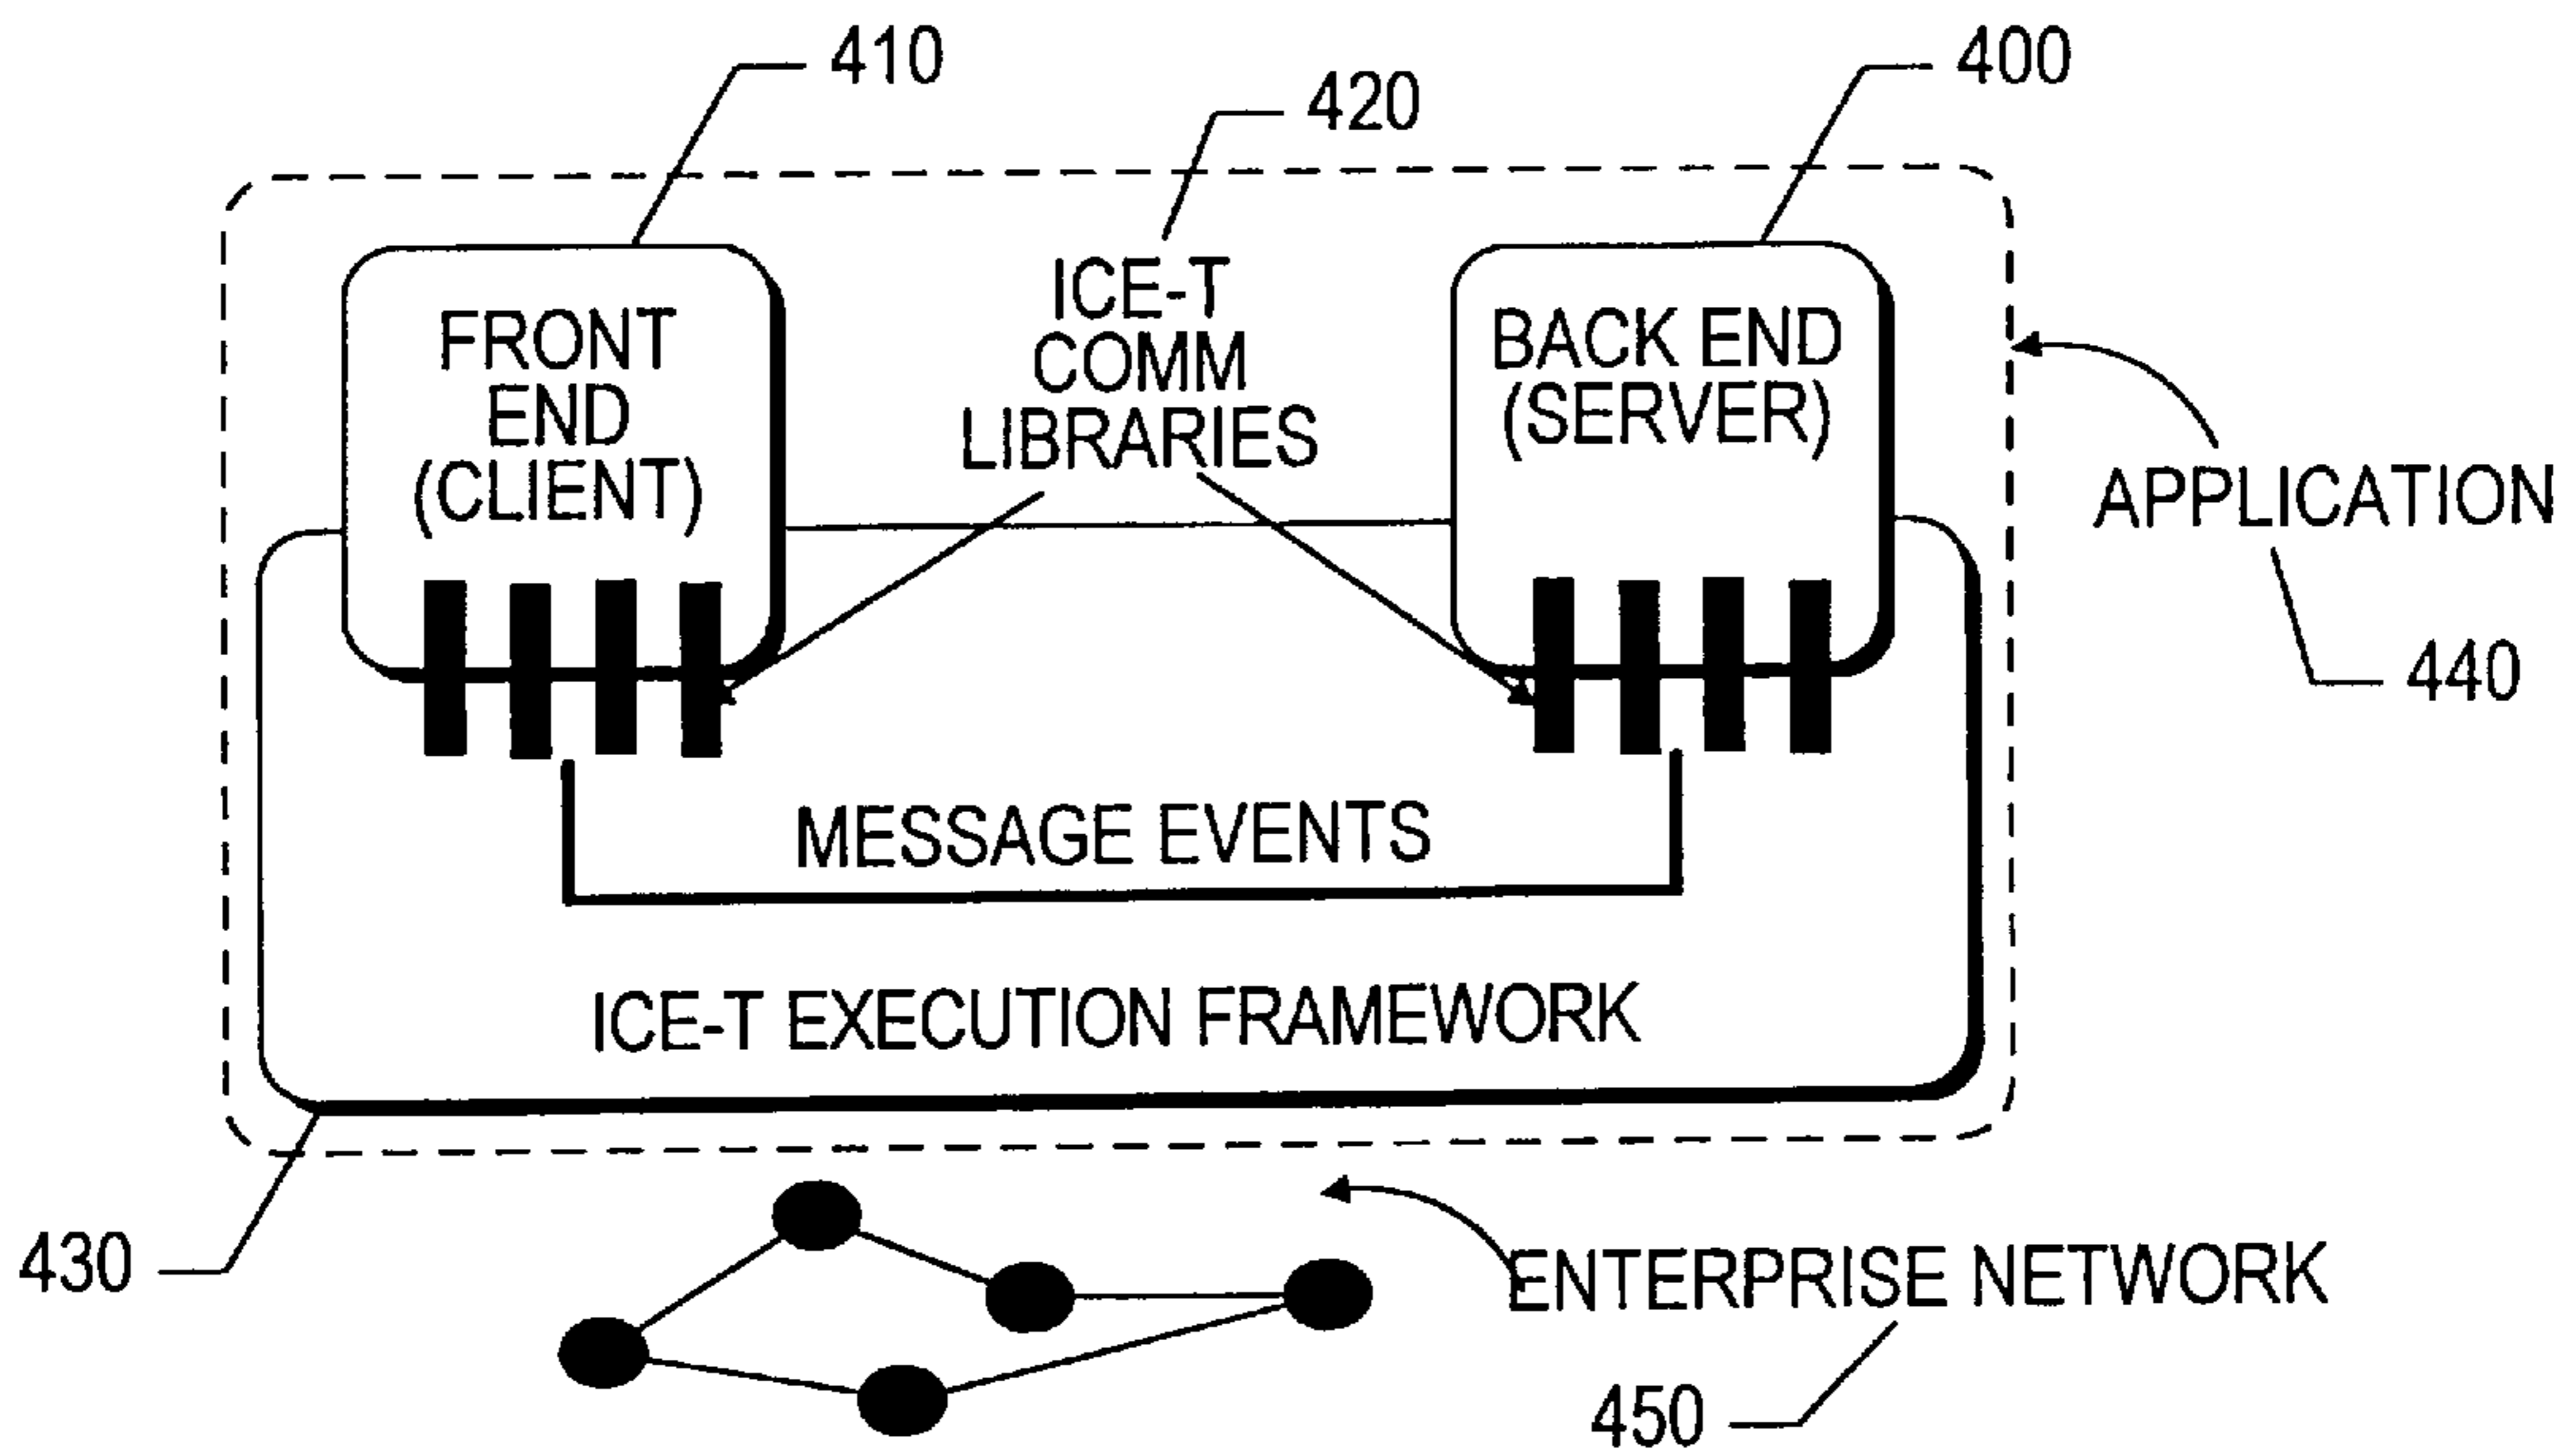 410
420
400
FRONT
END
(CLIENT)
ICE-T
COMM
LIBRARIES
BACK END
(SERVER)
APPLICATION
440
MESSAGE EVENTS
ICE-T EXECUTION FRAMEWORK
430
ENTERPRISE NETWORK
450